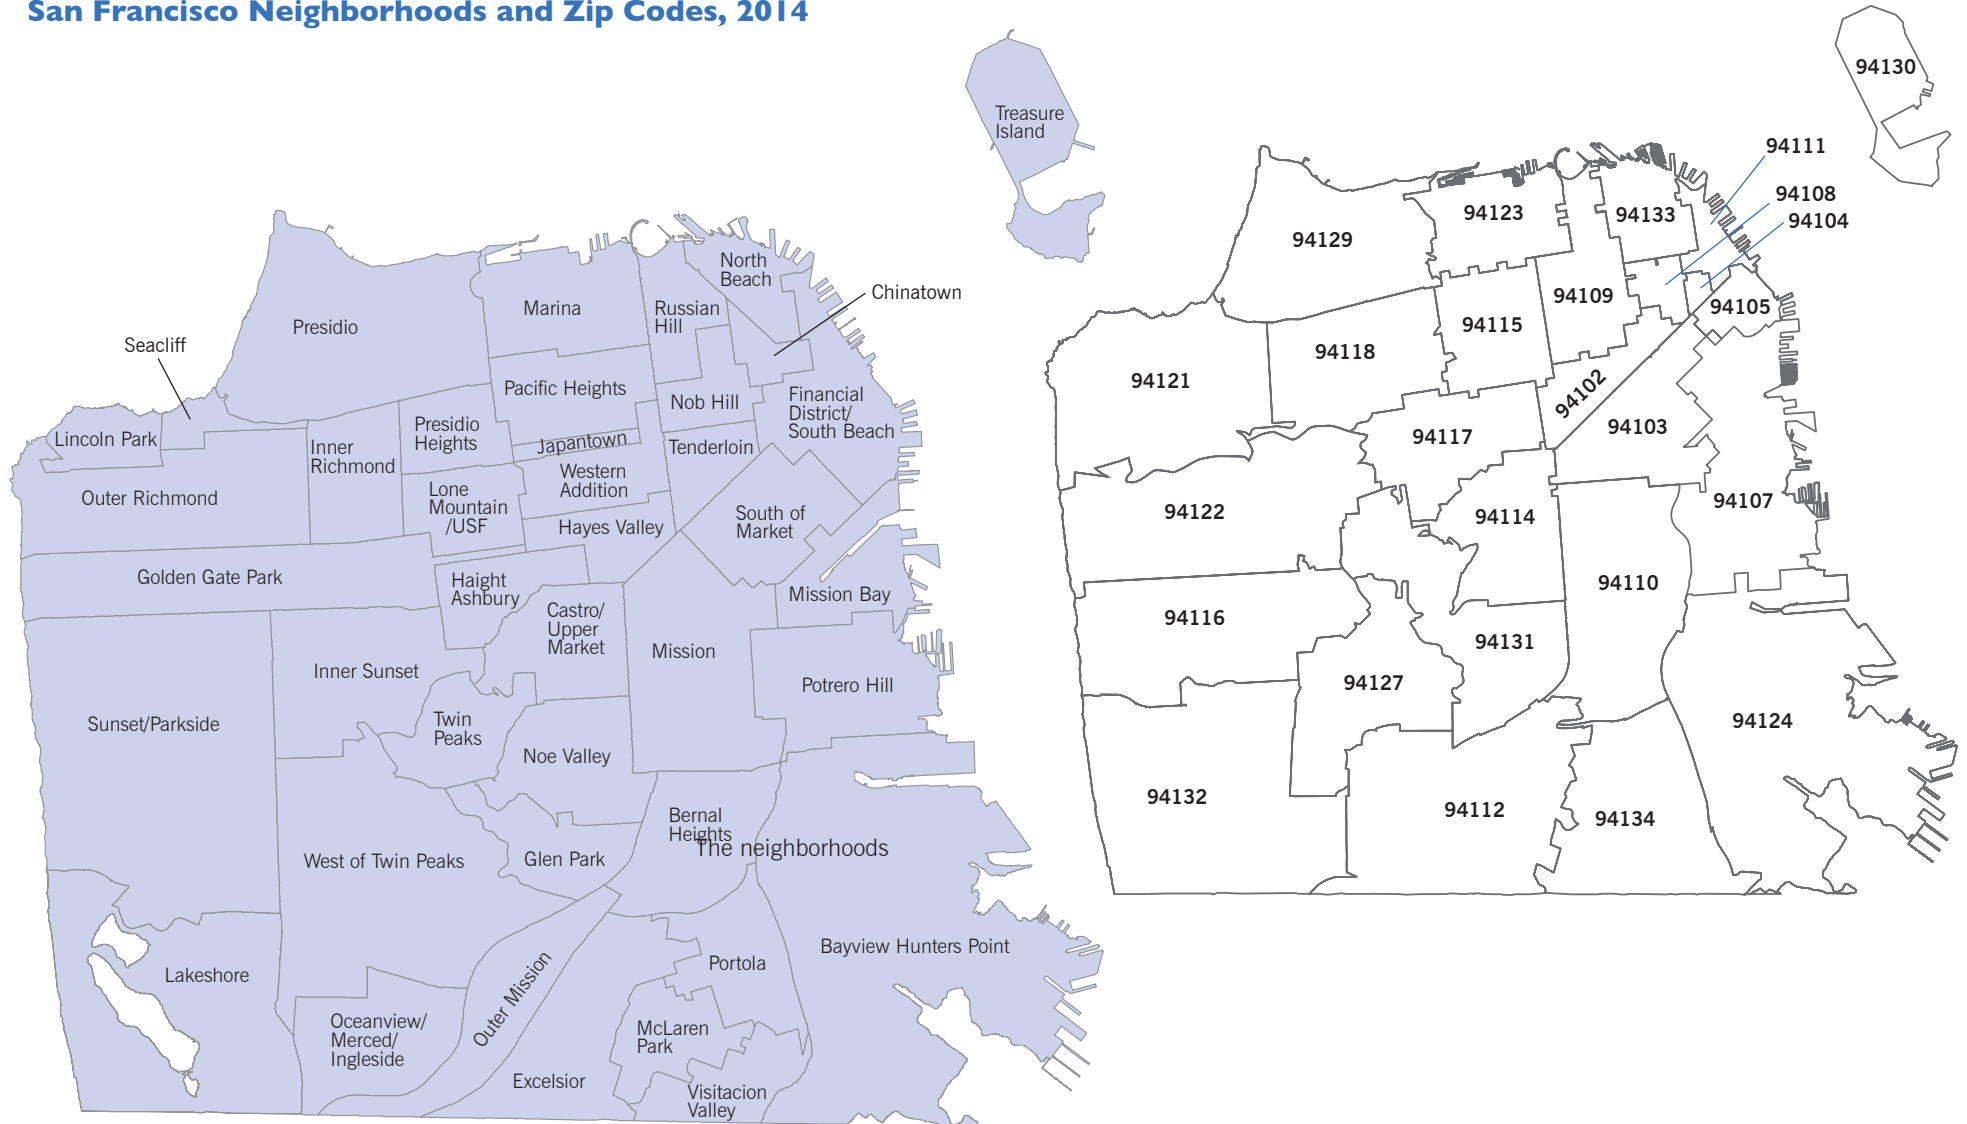 San Francisco Neighborhoods and Zip Codes, 2014
Treasure
Island
North
Beach
Chinatown
Marina
Russian
Hill
Presidio
Seacliff
Pacific Heights
Nob Hill
Financial
District/
South Beach
Lincoln Park
Inner
Richmond
Presidio
Heights
Japantown
Tenderloin
Western
Addition
Outer Richmond
Lone
Mountain
/USF
Hayes Valley
South of
Market
Golden Gate Park
Haight
Ashbury
Mission Bay
Castro/
Upper
Market
Mission
Inner Sunset
Potrero Hill
Sunset/Parkside
Twin
Peaks
Noe Valley
Bernal
Heights
The neighborhoods
West of Twin Peaks
Glen Park
Bayview Hunters Point
Lakeshore
Portola
Outer Mission
Oceanview/
Merced/
Ingleside
McLaren
Park
Excelsior
Visitacion
Valley
94130
94111
94108
94104
94123
94133
94129
94109
94105
94115
94118
94121
94102
94103
94117
94107
94122
94114
94110
94116
94131
94127
94124
94132
94112
94134